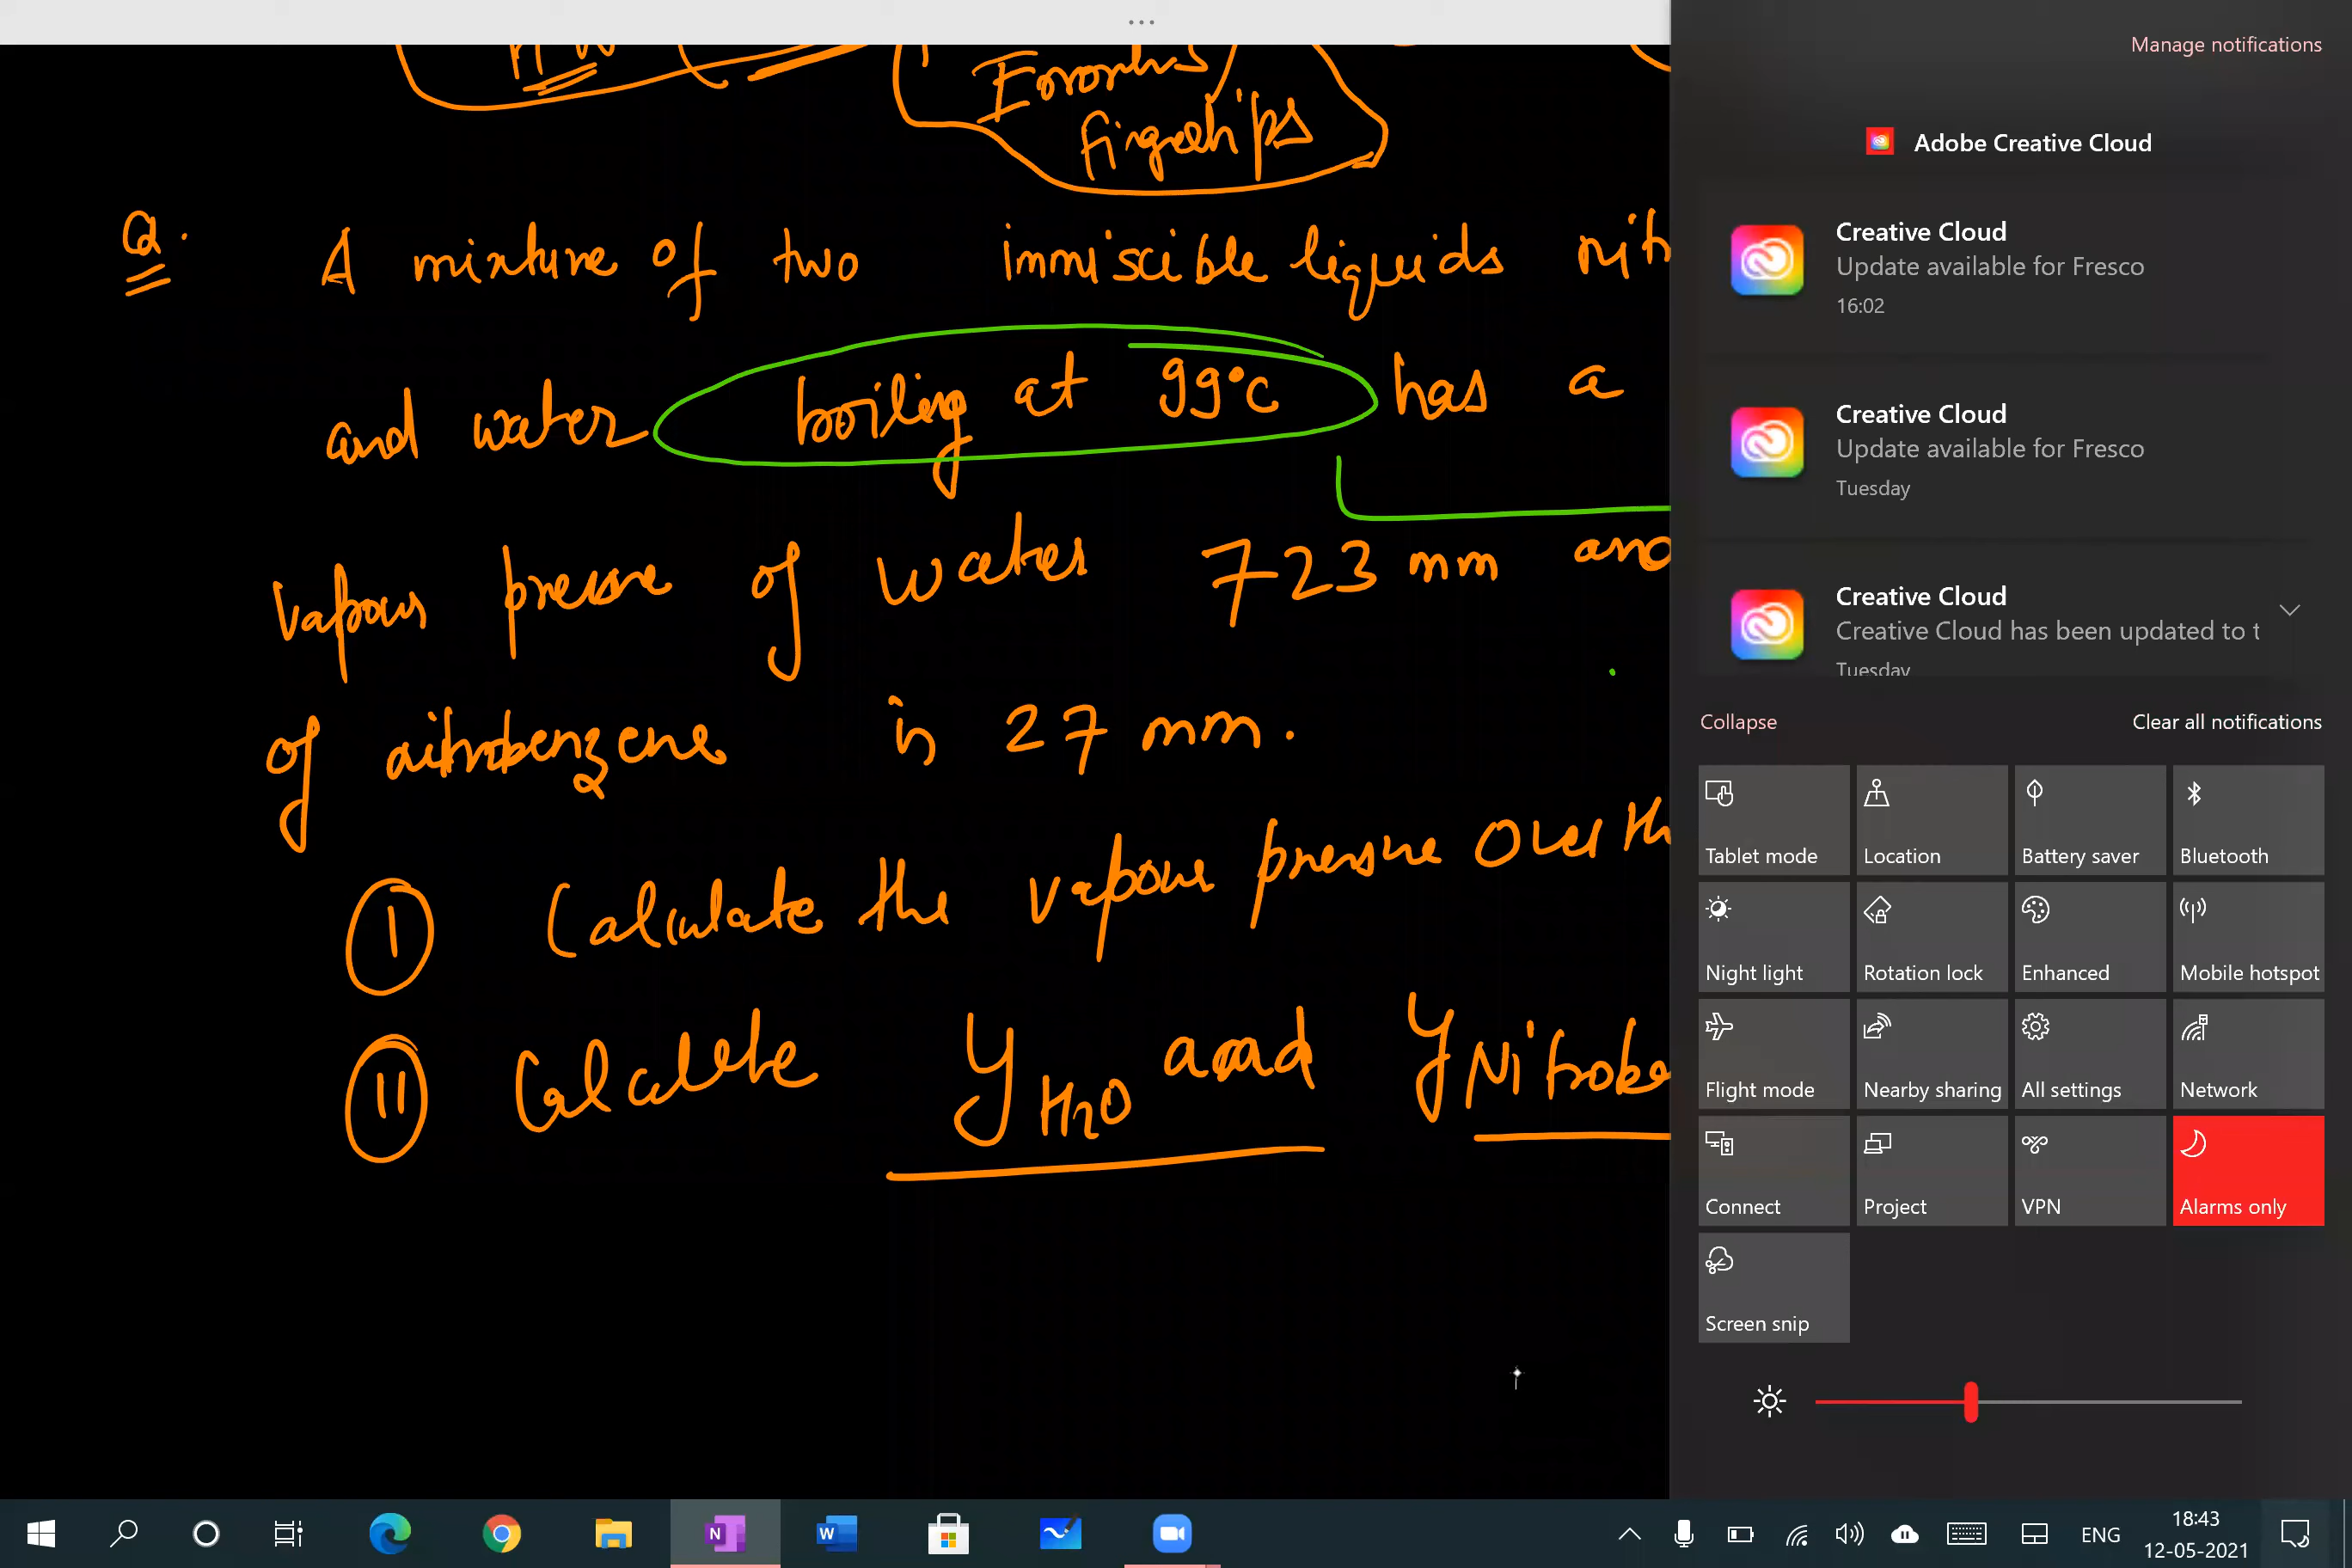 Manage notifications
Adobe Creative Cloud
Creative Cloud
Update available for Fresco
16:02
Creative Cloud
Update available for Fresco
Tuesday
Creative Cloud
Creative Cloud has been updated to t
Tuesday
Collapse
Clear all notifications
Tablet mode Location Battery saver Bluetooth
Night light Rotation lock Enhanced Mobile hotspot
Flight mode Nearby sharing All settings Network
Connect Project VPN Alarms only
Screen snip
Q. A mixture of two immiscible liquids nitr
and water boiling at 99°C has a
vapour pressure of water 723 mm and
of nitrobenzene is 27 mm.
I Calculate the vapour pressure over th
II Calculate y H2O and y Nitrobe
ENG
18:43
12-05-2021